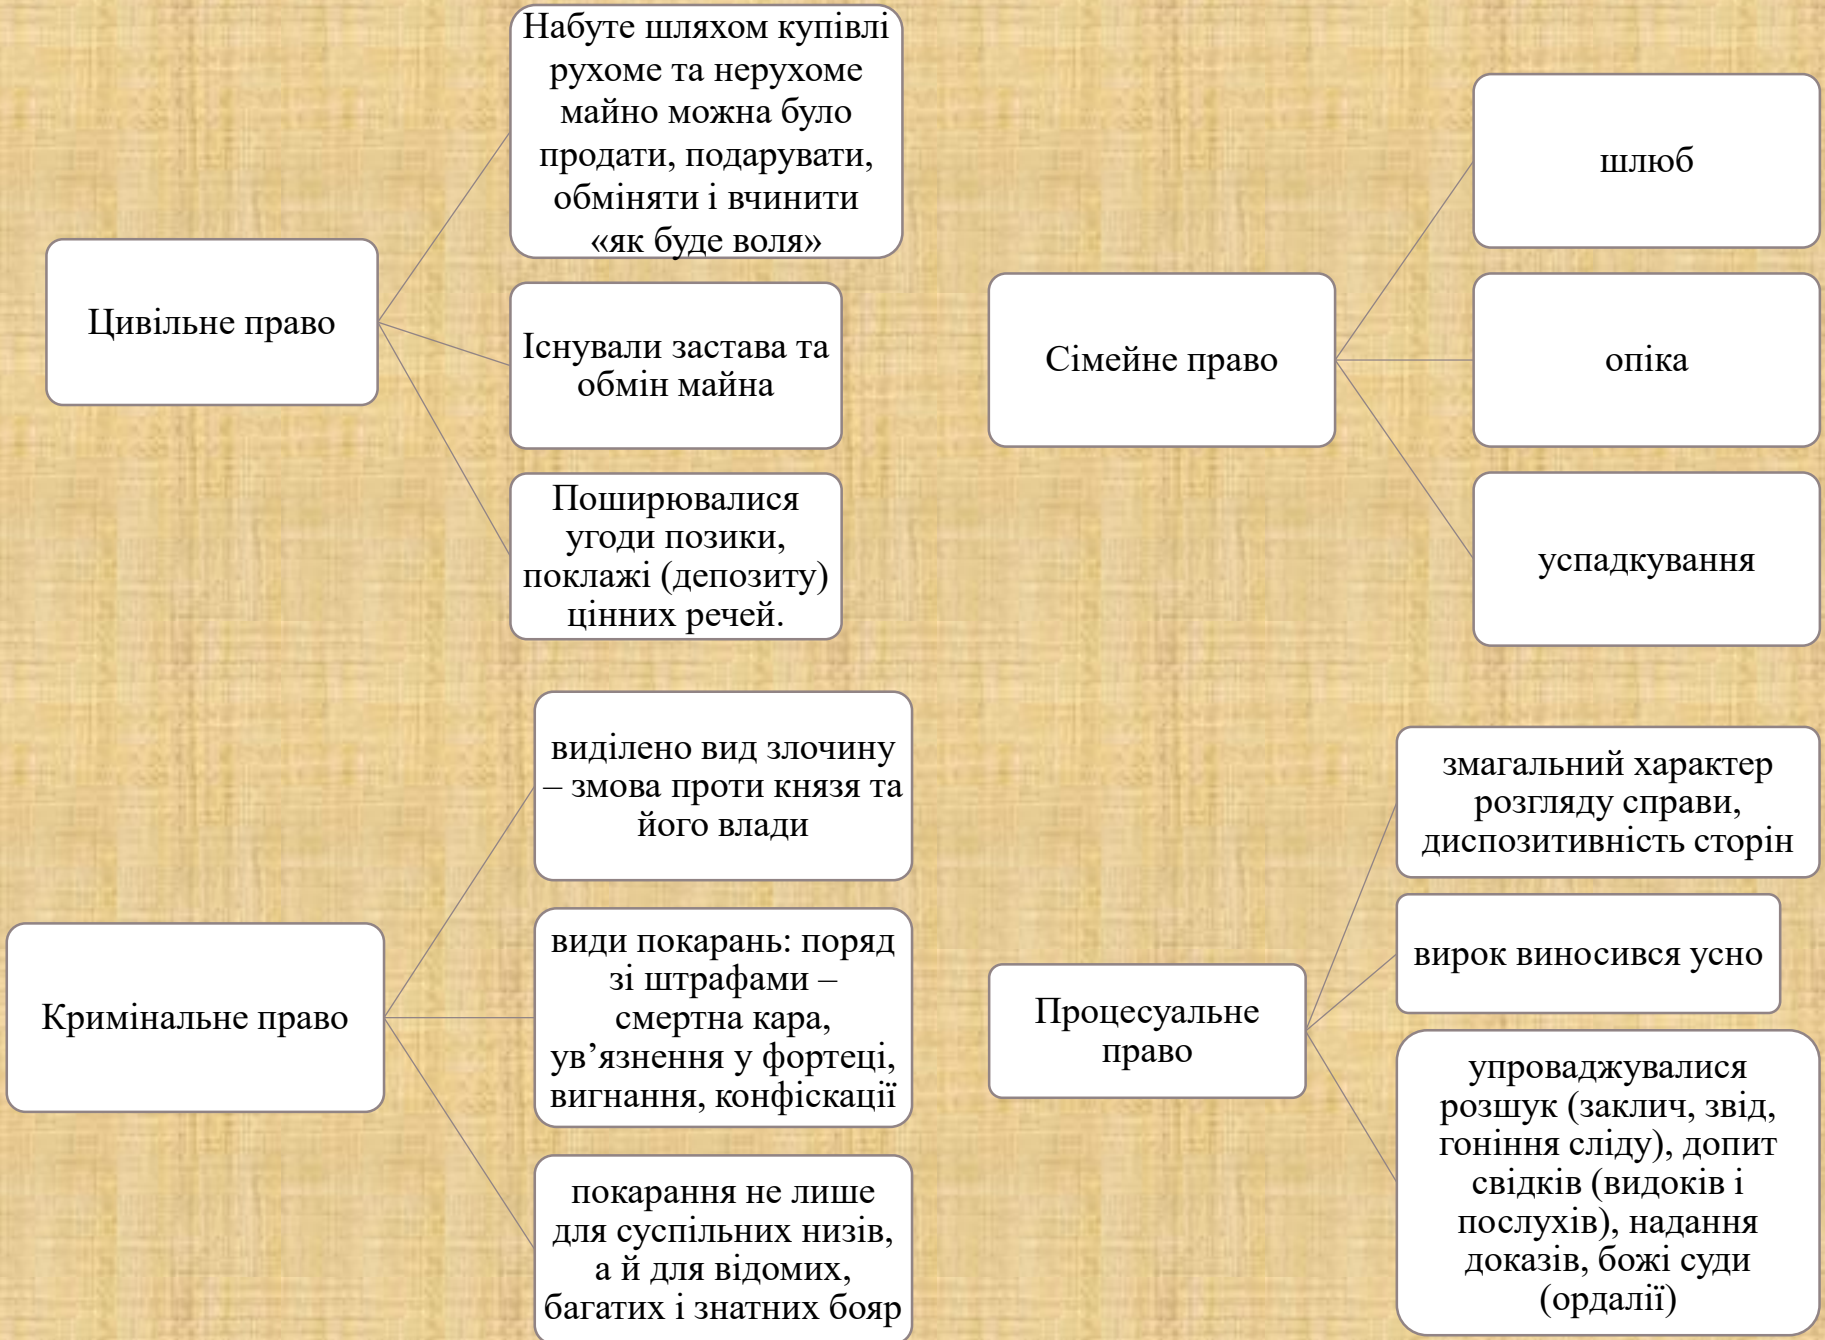 Цивільне право
Набуте шляхом купівлі
рухоме та нерухоме
майно можна було
продати, подарувати,
обміняти і вчинити
«як буде воля»
Існували застава та
обмін майна
Поширювалися
угоди позики,
поклажі (депозиту)
цінних речей.
Сімейне право
шлюб
опіка
успадкування
Кримінальне право
виділено вид злочину
– змова проти князя та
його влади
види покарань: поряд
зі штрафами –
смертна кара,
ув’язнення у фортеці,
вигнання, конфіскації
покарання не лише
для суспільних низів,
а й для відомих,
багатих і знатних бояр
Процесуальне
право
змагальний характер
розгляду справи,
диспозитивність сторін
вирок виносився усно
упроваджувалися
розшук (заклич, звід,
гоніння сліду), допит
свідків (видоків і
послухів), надання
доказів, божі суди
(ордалії)